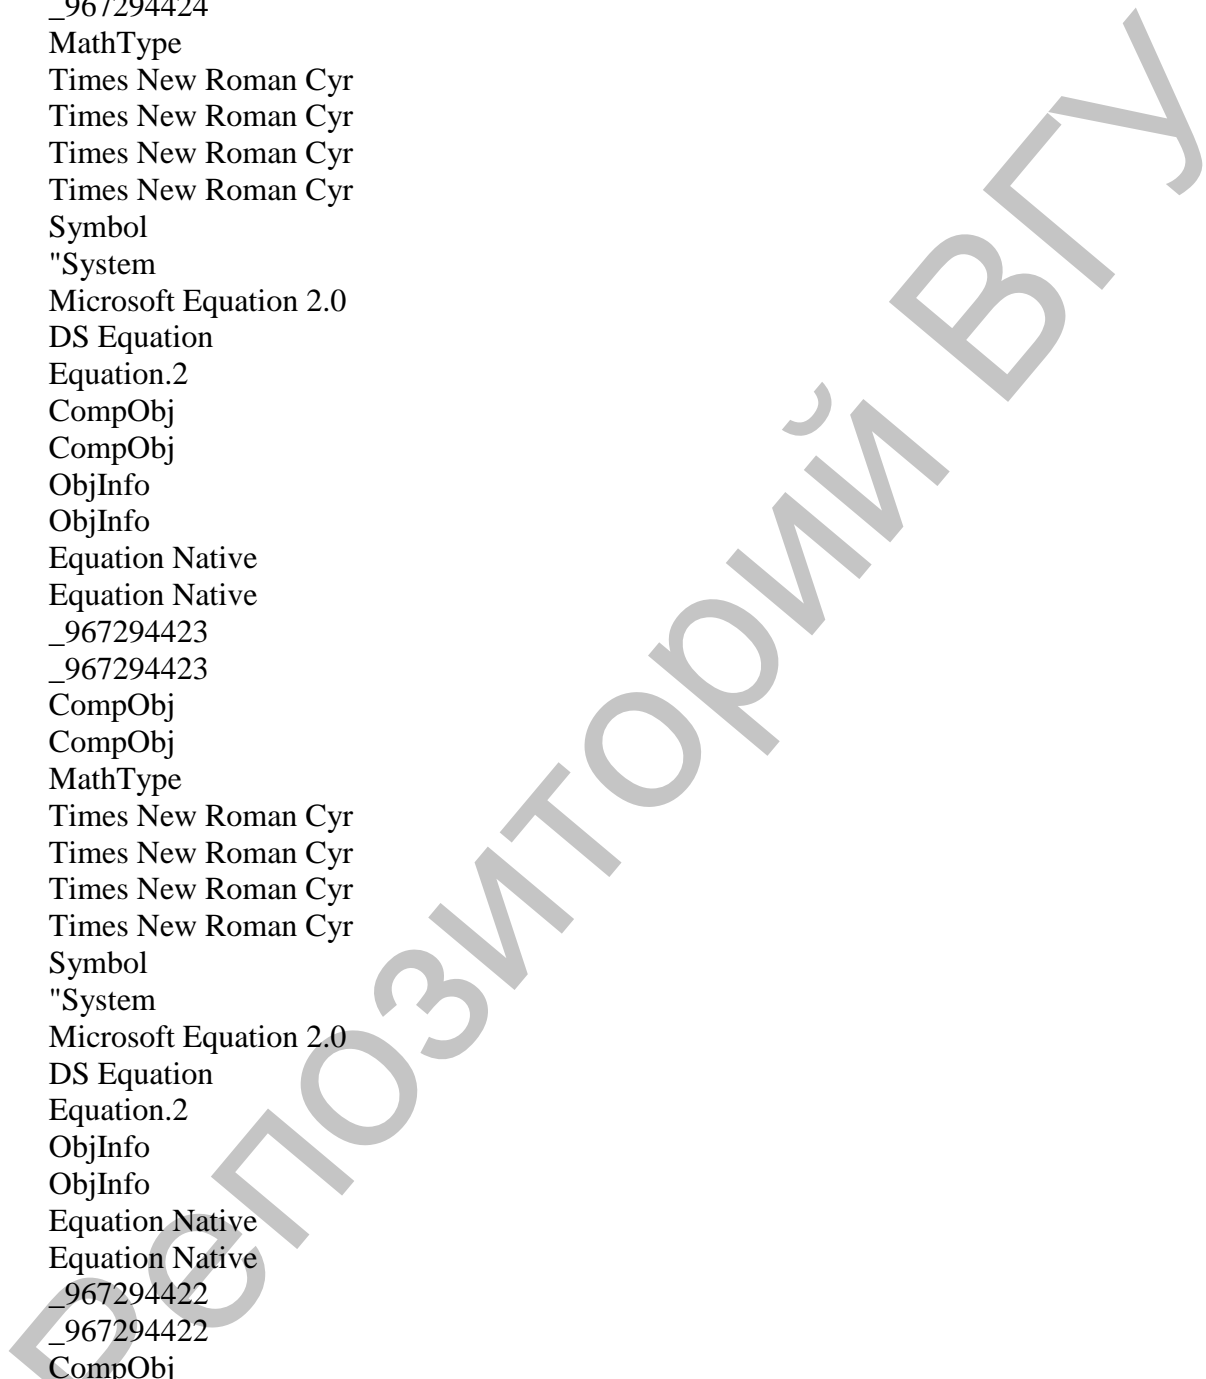 _967294424
MathType
Times New Roman Cyr
Times New Roman Cyr
Times New Roman Cyr
Times New Roman Cyr
Symbol
"System
Microsoft Equation 2.0
DS Equation
Equation.2
CompObj
CompObj
ObjInfo
ObjInfo
Equation Native
Equation Native
_967294423
_967294423
CompObj
CompObj
MathType
Times New Roman Cyr
Times New Roman Cyr
Times New Roman Cyr
Times New Roman Cyr
Symbol
"System
Microsoft Equation 2.0
DS Equation
Equation.2
ObjInfo
ObjInfo
Equation Native
Equation Native
_967294422
_967294422
CompObj
Репозиторий ВГУ